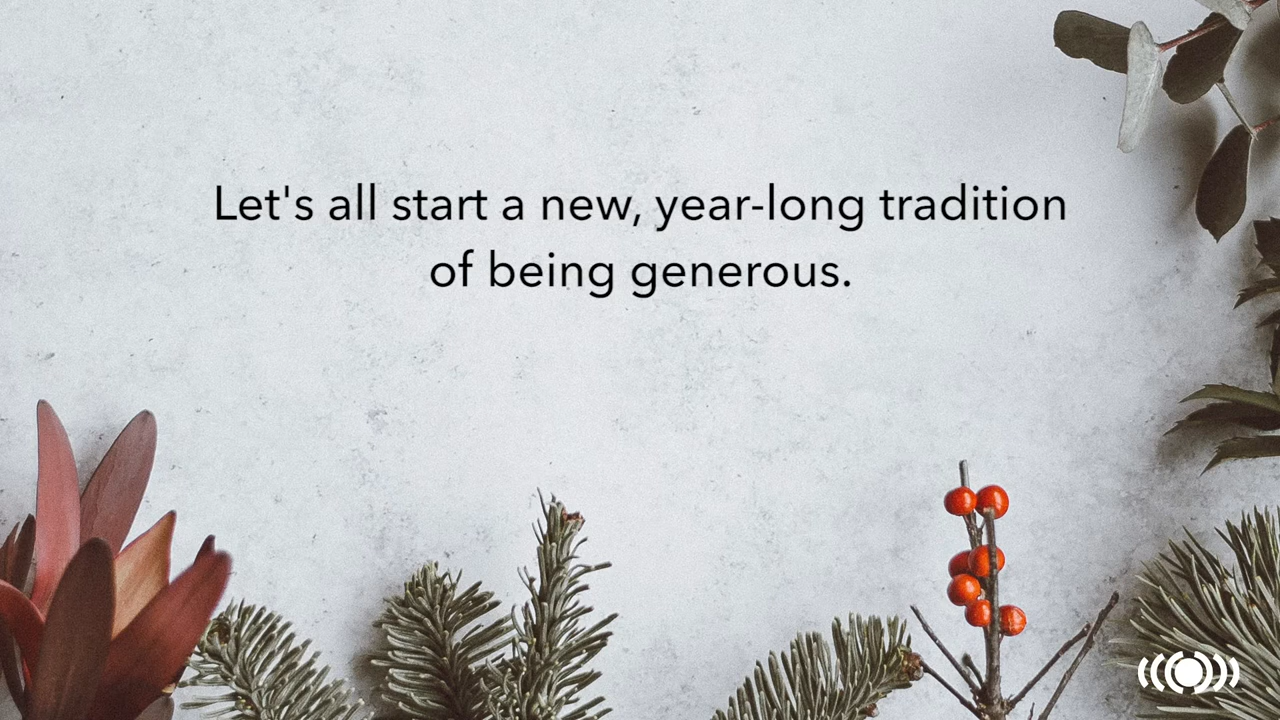 Let's all start a new, year-long tradition
of being generous.